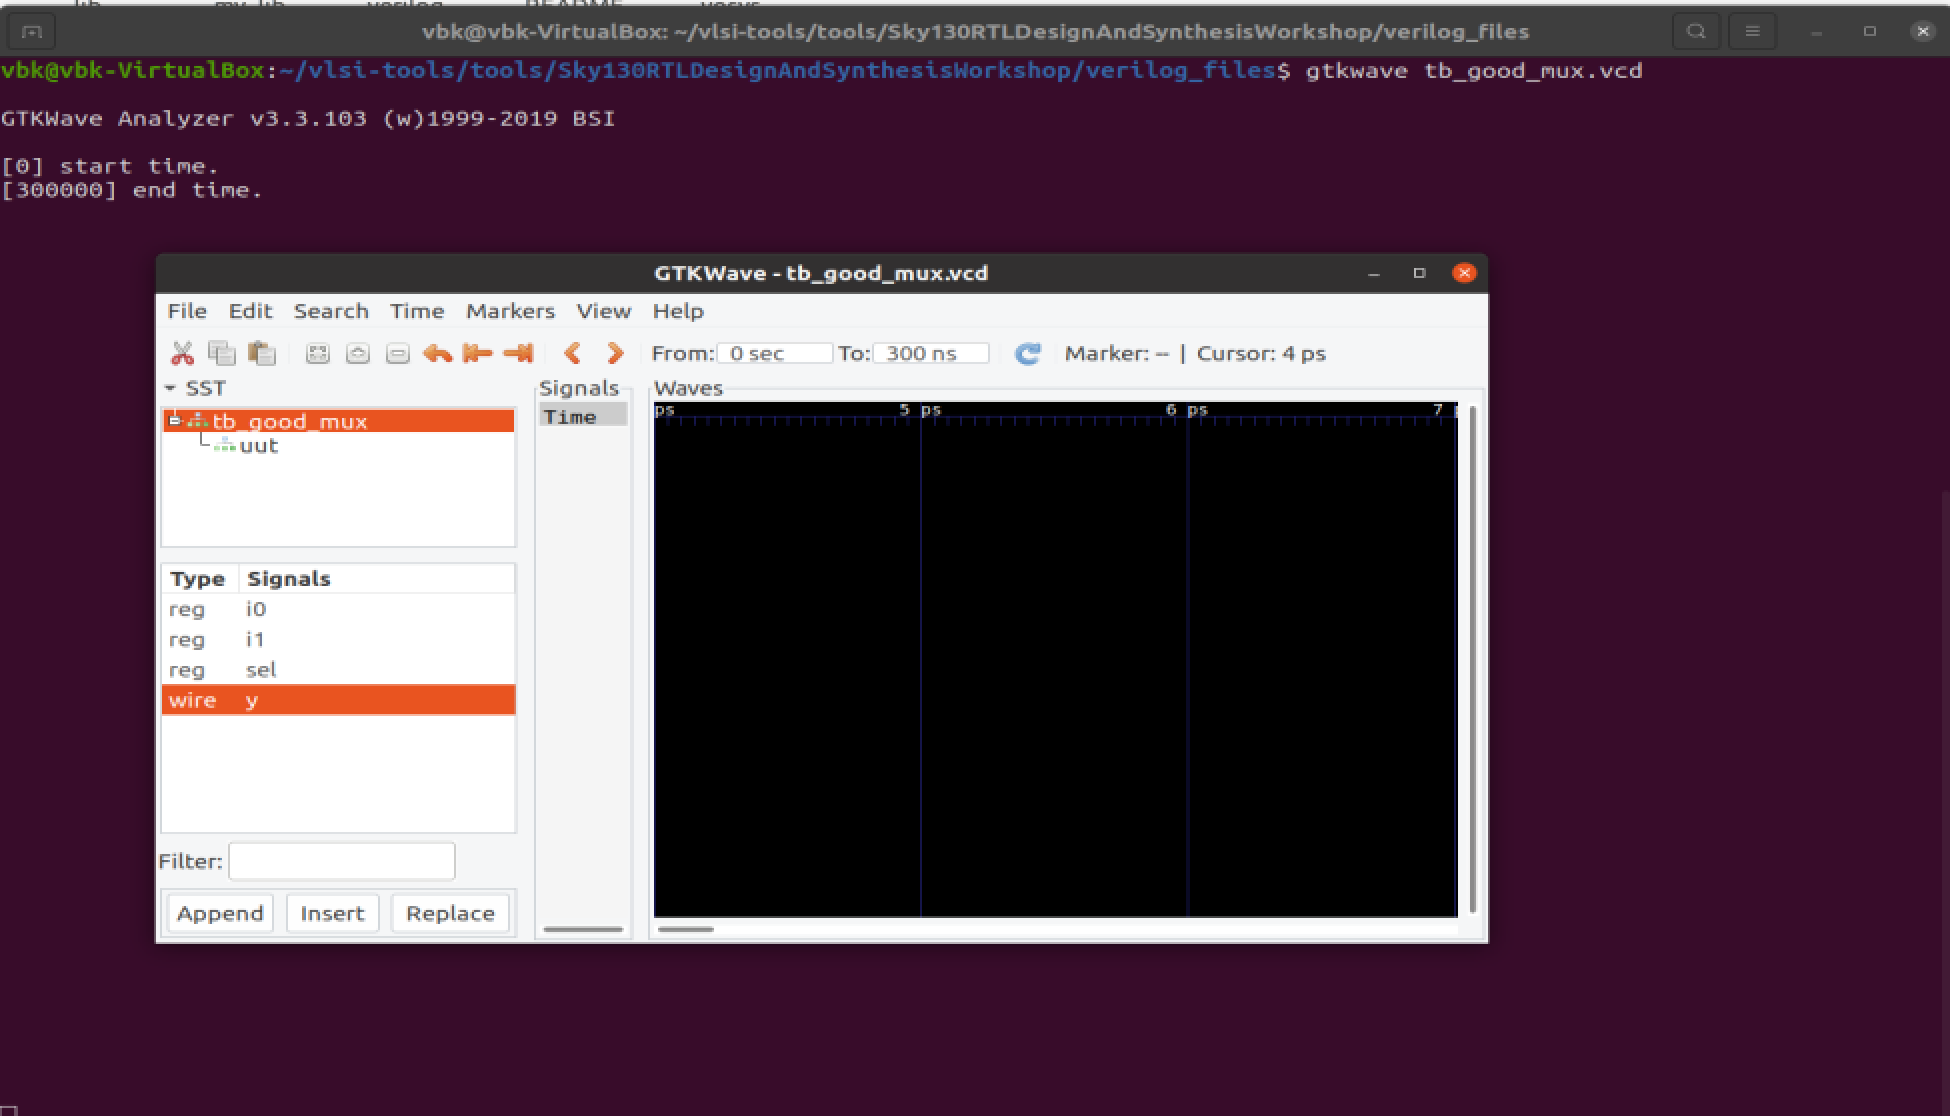 vbk@vbk-VirtualBox: ~/vlsi-tools/tools/Sky130RTLDesignAndSynthesisWorkshop/verilog_files
vbk@vbk-VirtualBox:~/vlsi-tools/tools/Sky130RTLDesignAndSynthesisWorkshop/verilog_files$ gtkwave tb_good_mux.vcd
GTKWave Analyzer v3.3.103 (w)1999-2019 BSI
[0] start time.
[300000] end time.
GTKWave - tb_good_mux.vcd
File Edit Search Time Markers View Help
From: 0 sec To: 300 ns Marker: -- | Cursor: 4 ps
SST
Signals
Waves
tb_good_mux
uut
Time
ps 5 ps 6 ps 7
Type Signals
reg i0
reg i1
reg sel
wire y
Filter:
Append Insert Replace